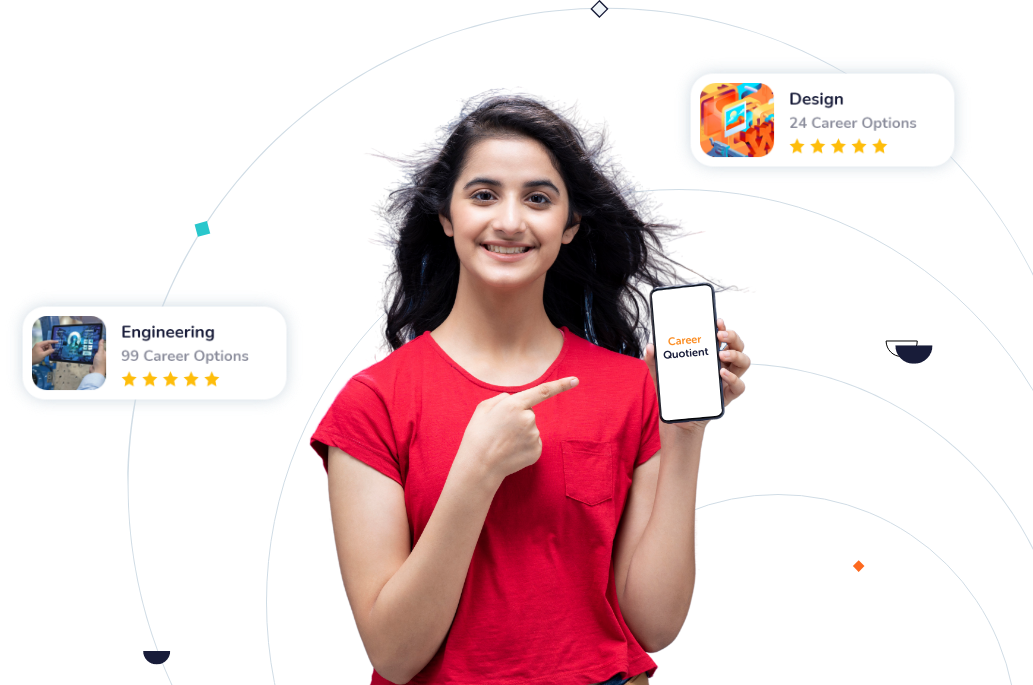 Design
24 Career Options
Engineering
99 Career Options
Career
Quotient